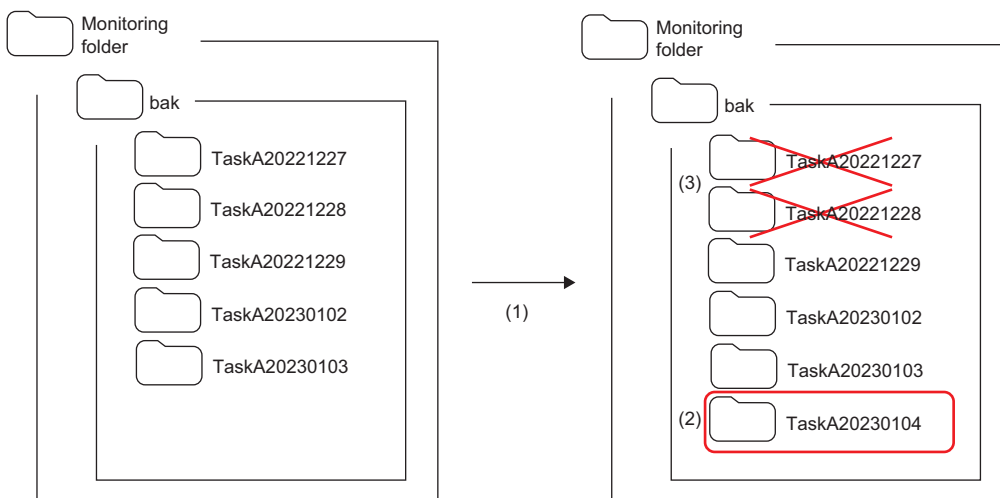 Monitoring
folder
bak
TaskA20221227
TaskA20221228
TaskA20221229
TaskA20230102
TaskA20230103
(1)
Monitoring
folder
bak
TaskA20221227
(3)
TaskA20221228
TaskA20221229
TaskA20230102
TaskA20230103
(2)
TaskA20230104